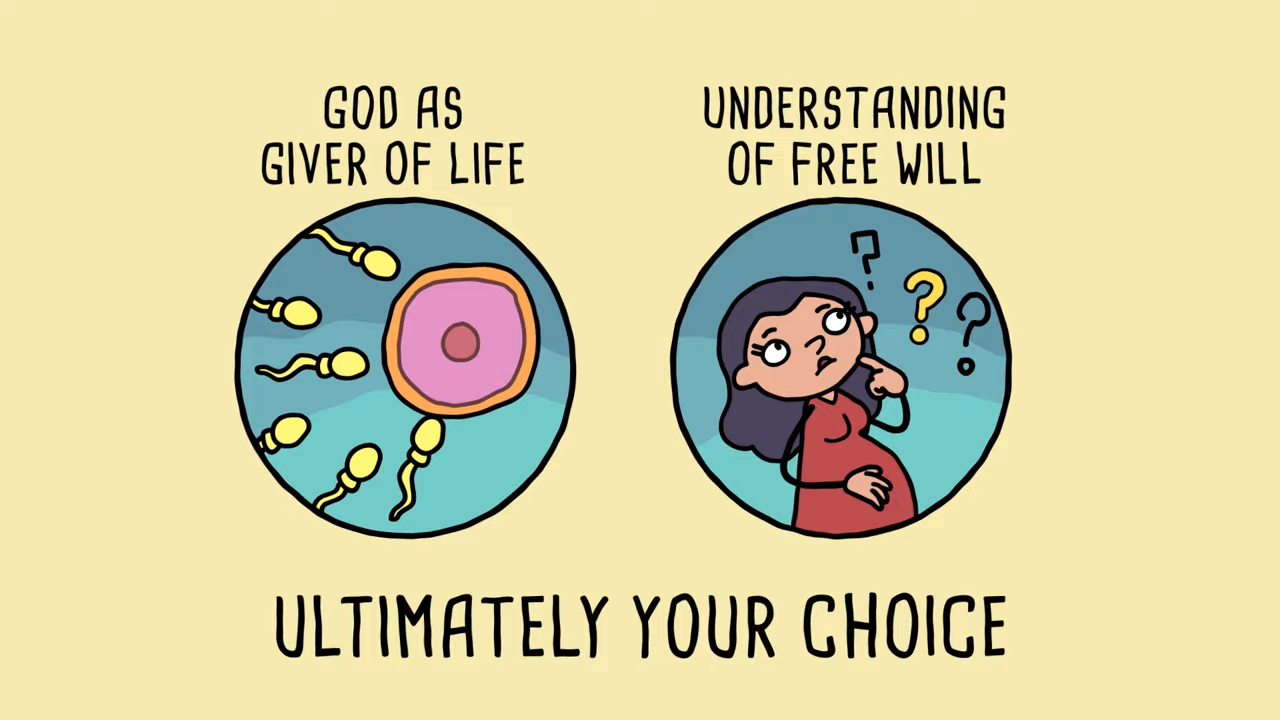 GOD AS
GIVER OF LIFE
UNDERSTANDING
OF FREE WILL
? ? ?
ULTIMATELY YOUR CHOICE